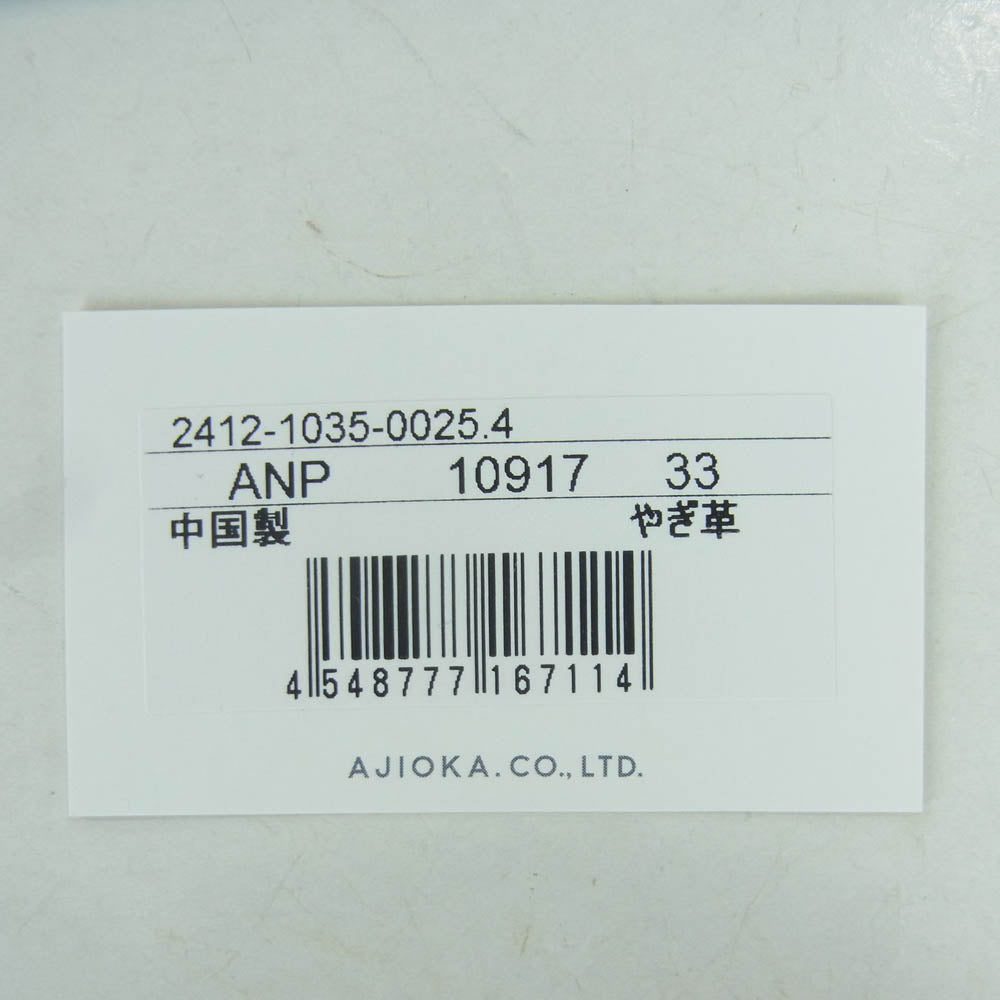 2412-1035-0025.4
ANP 10917 33
中国製 やぎ革
4 548777 167114
AJIOKA.CO.,LTD.